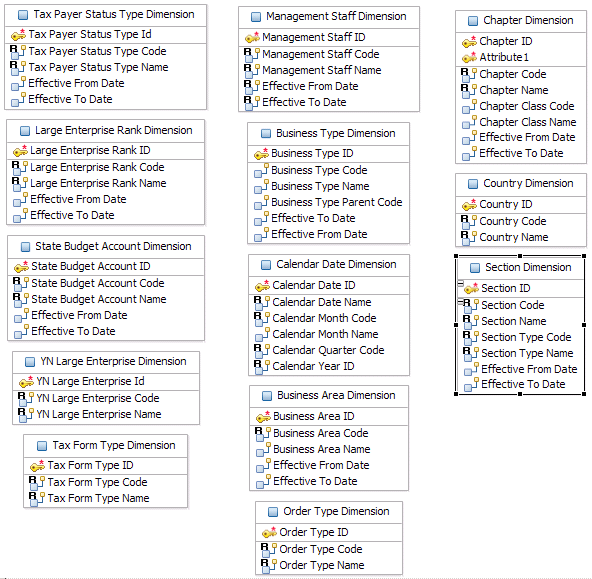 Tax Payer Status Type Dimension
Tax Payer Status Type Id
Tax Payer Status Type Code
Tax Payer Status Type Name
Effective From Date
Effective To Date
Large Enterprise Rank Dimension
Large Enterprise Rank ID
Large Enterprise Rank Code
Large Enterprise Rank Name
Effective From Date
Effective To Date
State Budget Account Dimension
State Budget Account ID
State Budget Account Code
State Budget Account Name
Effective From Date
Effective To Date
YN Large Enterprise Dimension
YN Large Enterprise Id
YN Large Enterprise Code
YN Large Enterprise Name
Tax Form Type Dimension
Tax Form Type ID
Tax Form Type Code
Tax Form Type Name
Management Staff Dimension
Management Staff ID
Management Staff Code
Management Staff Name
Effective From Date
Effective To Date
Business Type Dimension
Business Type ID
Business Type Code
Business Type Name
Business Type Parent Code
Effective To Date
Effective From Date
Calendar Date Dimension
Calendar Date ID
Calendar Date Name
Calendar Month Code
Calendar Month Name
Calendar Quarter Code
Calendar Year ID
Business Area Dimension
Business Area ID
Business Area Code
Business Area Name
Effective From Date
Effective To Date
Order Type Dimension
Order Type ID
Order Type Code
Order Type Name
Chapter Dimension
Chapter ID
Attribute1
Chapter Code
Chapter Name
Chapter Class Code
Chapter Class Name
Effective From Date
Effective To Date
Country Dimension
Country ID
Country Code
Country Name
Section Dimension
Section ID
Section Code
Section Name
Section Type Code
Section Type Name
Effective From Date
Effective To Date